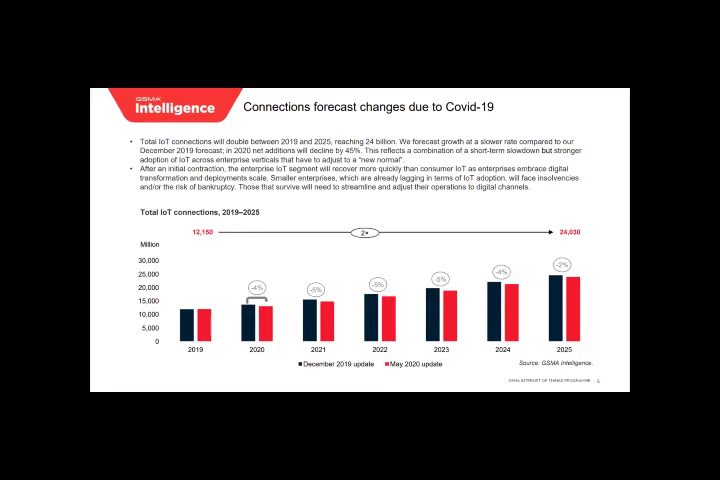 GSMA
Intelligence
Connections forecast changes due to Covid-19
• Total IoT connections will double between 2019 and 2025, reaching 24 billion. We forecast growth at a slower rate compared to our
December 2019 forecast; in 2020 net additions will decline by 45%. This reflects a combination of a short-term slowdown but stronger
adoption of IoT across enterprise verticals that have to adjust to a “new normal”.
• After an initial contraction, the enterprise IoT segment will recover more quickly than consumer IoT as enterprises embrace digital
transformation and deployments scale. Smaller enterprises, which are already lagging in terms of IoT adoption, will face insolvencies
and/or the risk of bankruptcy. Those that survive will need to streamline and adjust their operations to digital channels.
Total IoT connections, 2019–2025
12,150 2× 24,030
Million
30,000
25,000
20,000
15,000
10,000
5,000
0
-4% -5% -5% -5% -4% -2%
2019 2020 2021 2022 2023 2024 2025
December 2019 update May 2020 update
Source: GSMA Intelligence.
GSMA INTERNET OF THINGS PROGRAMME 5